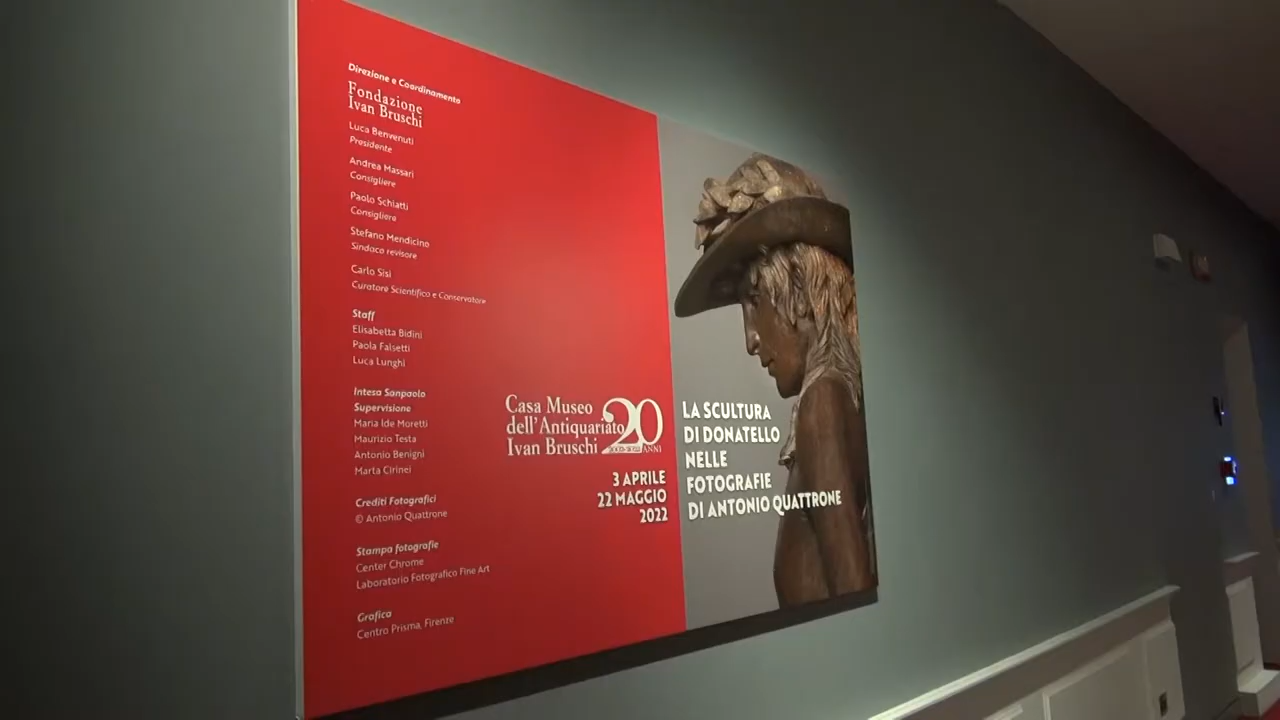 Direzione e Coordinamento
Fondazione
Ivan Bruschi
Luca Benvenuti
Presidente
Andrea Massari
Consigliere
Paolo Schiatti
Consigliere
Stefano Mendicino
Sindaco revisore
Carlo Sisi
Curatore Scientifico e Conservatore
Staff
Elisabetta Bidini
Paola Falsetti
Luca Lunghi
Intesa Sanpaolo
Supervisione
Maria Ide Moretti
Maurizio Testa
Antonio Benigni
Marta Cirinei
Crediti Fotografici
© Antonio Quattrone
Stampa fotografie
Center Chrome
Laboratorio Fotografico Fine Art
Grafica
Centro Prisma, Firenze
Casa Museo
dell'Antiquariato
Ivan Bruschi
20
2002-2022 ANNI
3 APRILE
22 MAGGIO
2022
LA SCULTURA
DI DONATELLO
NELLE
FOTOGRAFIE
DI ANTONIO QUATTRONE